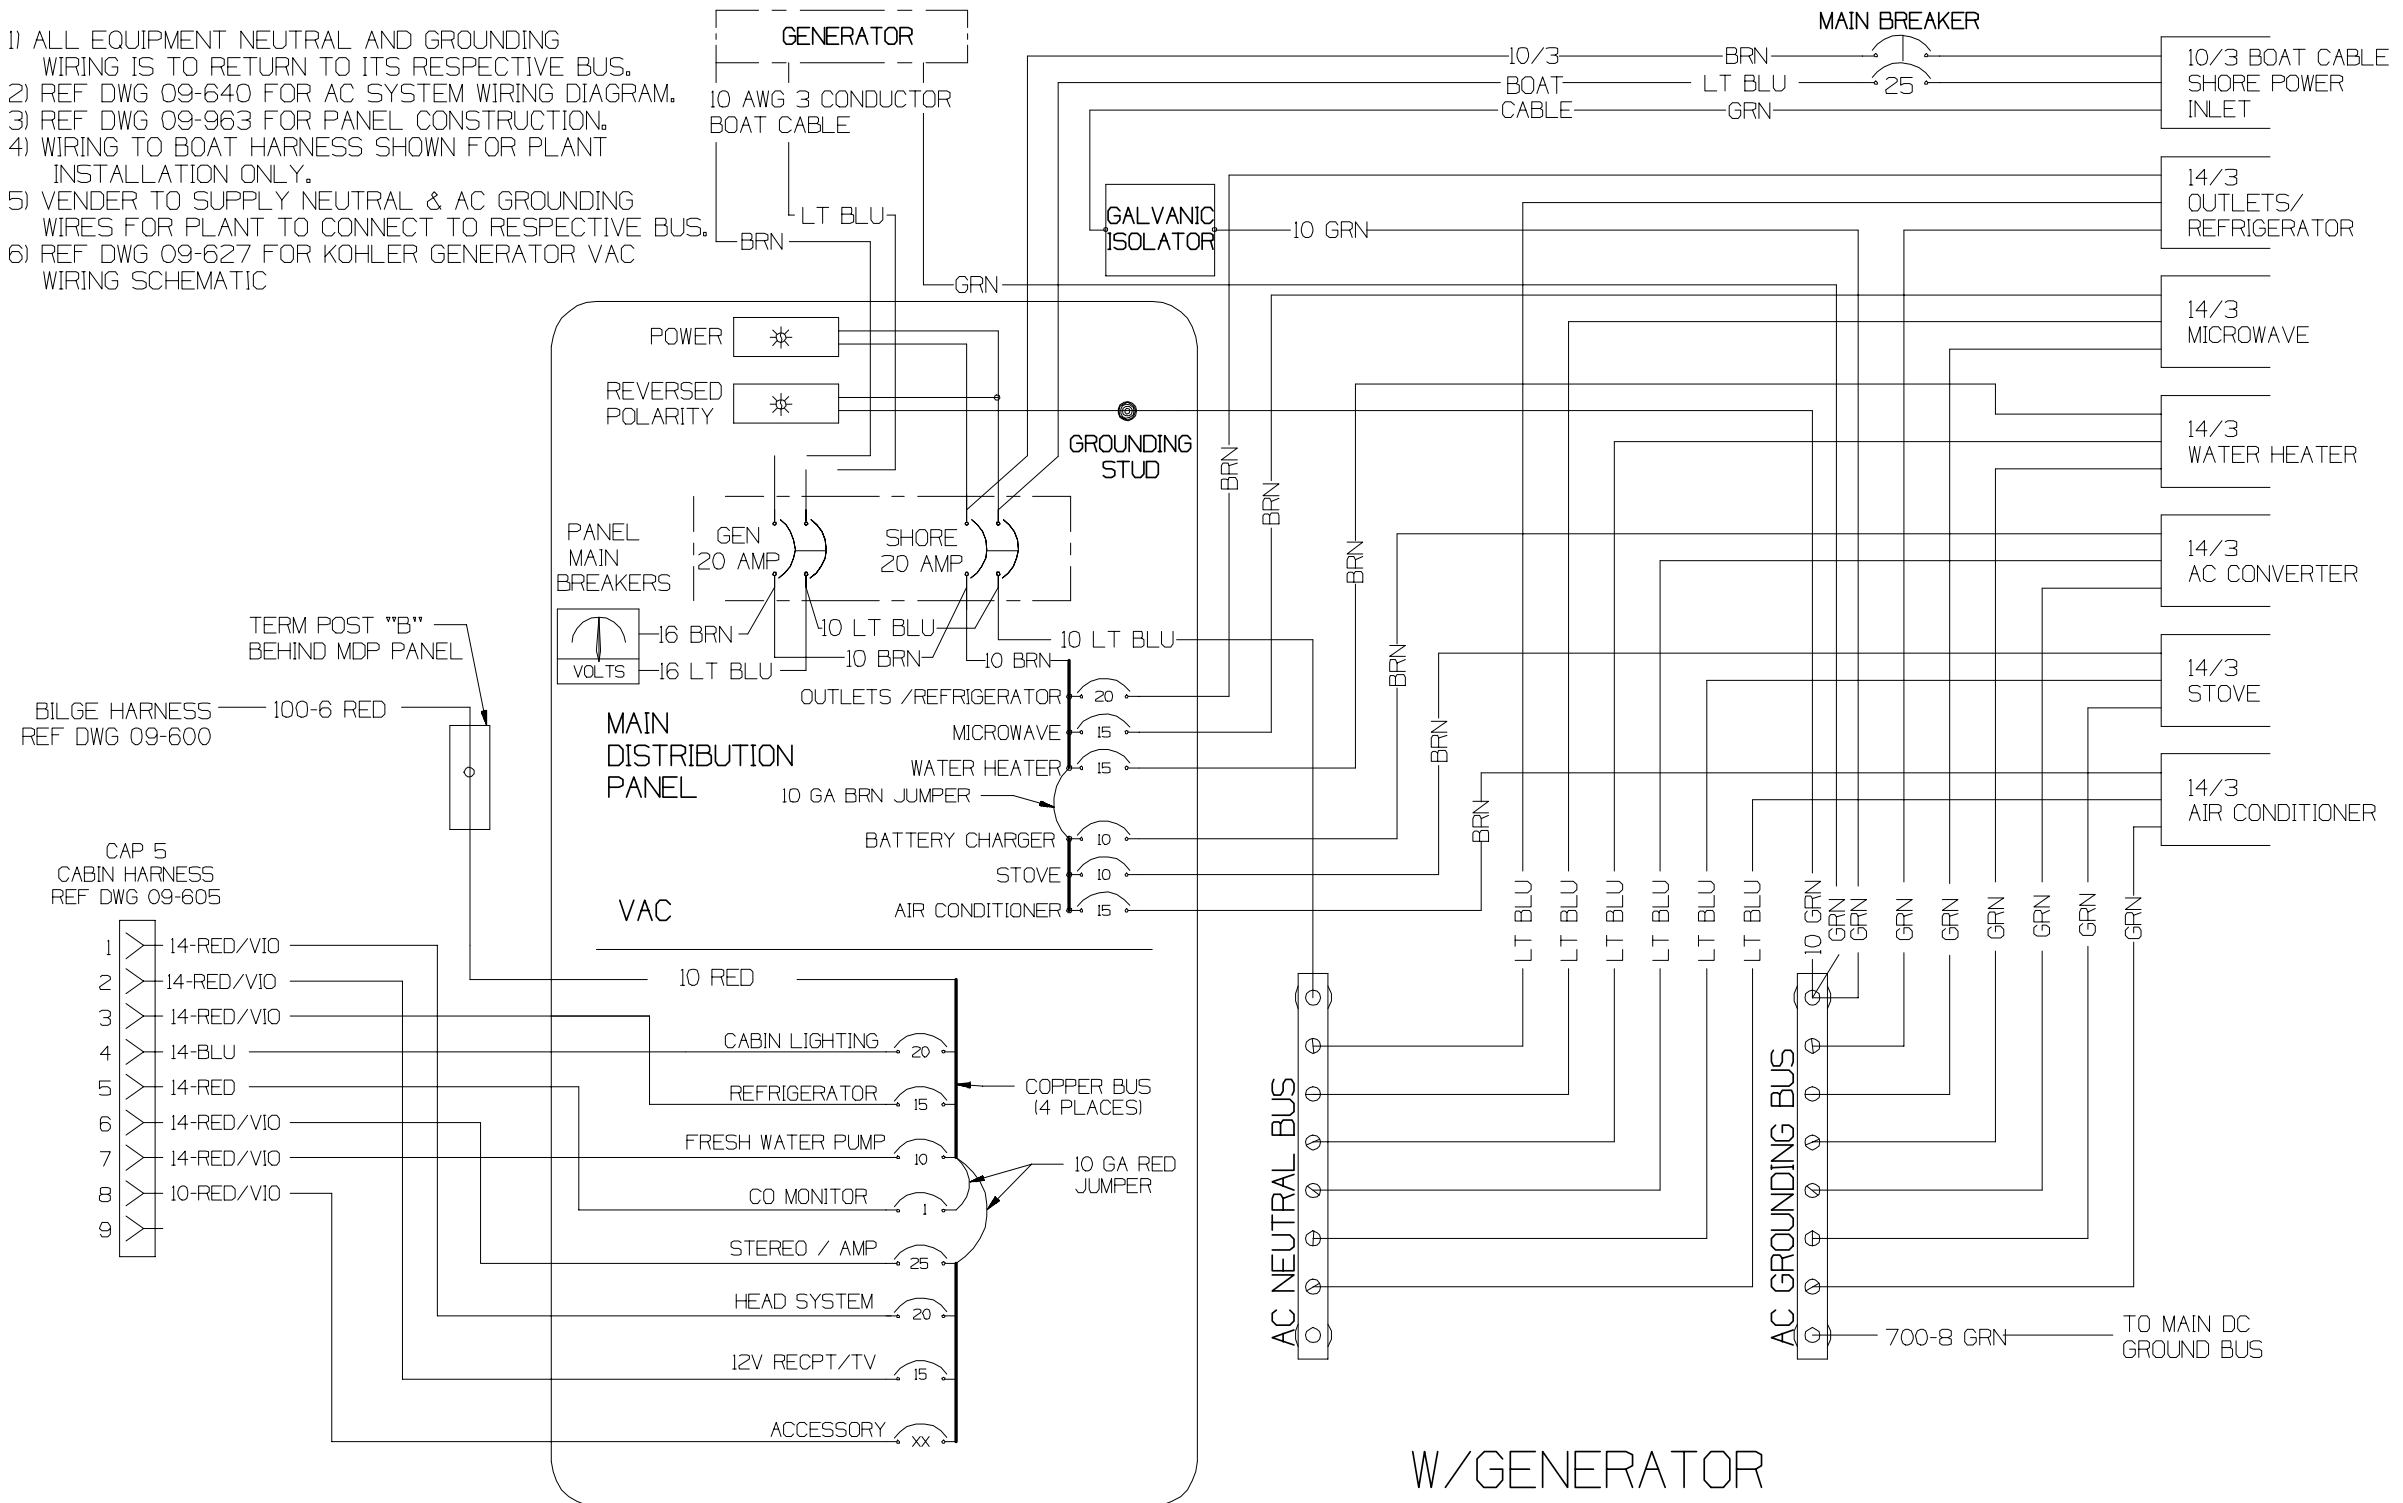 1) ALL EQUIPMENT NEUTRAL AND GROUNDING
WIRING IS TO RETURN TO ITS RESPECTIVE BUS.
2) REF DWG 09-640 FOR AC SYSTEM WIRING DIAGRAM.
3) REF DWG 09-963 FOR PANEL CONSTRUCTION.
4) WIRING TO BOAT HARNESS SHOWN FOR PLANT
INSTALLATION ONLY.
5) VENDER TO SUPPLY NEUTRAL & AC GROUNDING
WIRES FOR PLANT TO CONNECT TO RESPECTIVE BUS.
6) REF DWG 09-627 FOR KOHLER GENERATOR VAC
WIRING SCHEMATIC
GENERATOR
10 AWG 3 CONDUCTOR
BOAT CABLE
LT BLU
BRN
GRN
MAIN BREAKER
10/3
BRN
BOAT
LT BLU
25
CABLE
GRN
10/3 BOAT CABLE
SHORE POWER
INLET
GALVANIC
ISOLATOR
10 GRN
14/3
OUTLETS/
REFRIGERATOR
14/3
MICROWAVE
14/3
WATER HEATER
14/3
AC CONVERTER
14/3
STOVE
14/3
AIR CONDITIONER
POWER
REVERSED
POLARITY
GROUNDING
STUD
PANEL
MAIN
BREAKERS
GEN
20 AMP
SHORE
20 AMP
VOLTS
16 BRN
16 LT BLU
10 LT BLU
10 BRN
10 BRN
10 LT BLU
BRN
BRN
BRN
BRN
BRN
BRN
OUTLETS /REFRIGERATOR
20
MICROWAVE
15
WATER HEATER
15
10 GA BRN JUMPER
BATTERY CHARGER
10
STOVE
10
AIR CONDITIONER
15
MAIN
DISTRIBUTION
PANEL
VAC
TERM POST "B"
BEHIND MDP PANEL
BILGE HARNESS
REF DWG 09-600
100-6 RED
CAP 5
CABIN HARNESS
REF DWG 09-605
1
14-RED/VIO
2
14-RED/VIO
3
14-RED/VIO
4
14-BLU
5
14-RED
6
14-RED/VIO
7
14-RED/VIO
8
10-RED/VIO
9
10 RED
CABIN LIGHTING
20
REFRIGERATOR
15
FRESH WATER PUMP
10
CO MONITOR
1
STEREO / AMP
25
HEAD SYSTEM
20
12V RECPT/TV
15
ACCESSORY
XX
COPPER BUS
(4 PLACES)
10 GA RED
JUMPER
LT BLU
LT BLU
LT BLU
LT BLU
LT BLU
LT BLU
10 GRN
GRN
GRN
GRN
GRN
GRN
GRN
GRN
GRN
AC NEUTRAL BUS
AC GROUNDING BUS
700-8 GRN
TO MAIN DC
GROUND BUS
W/GENERATOR